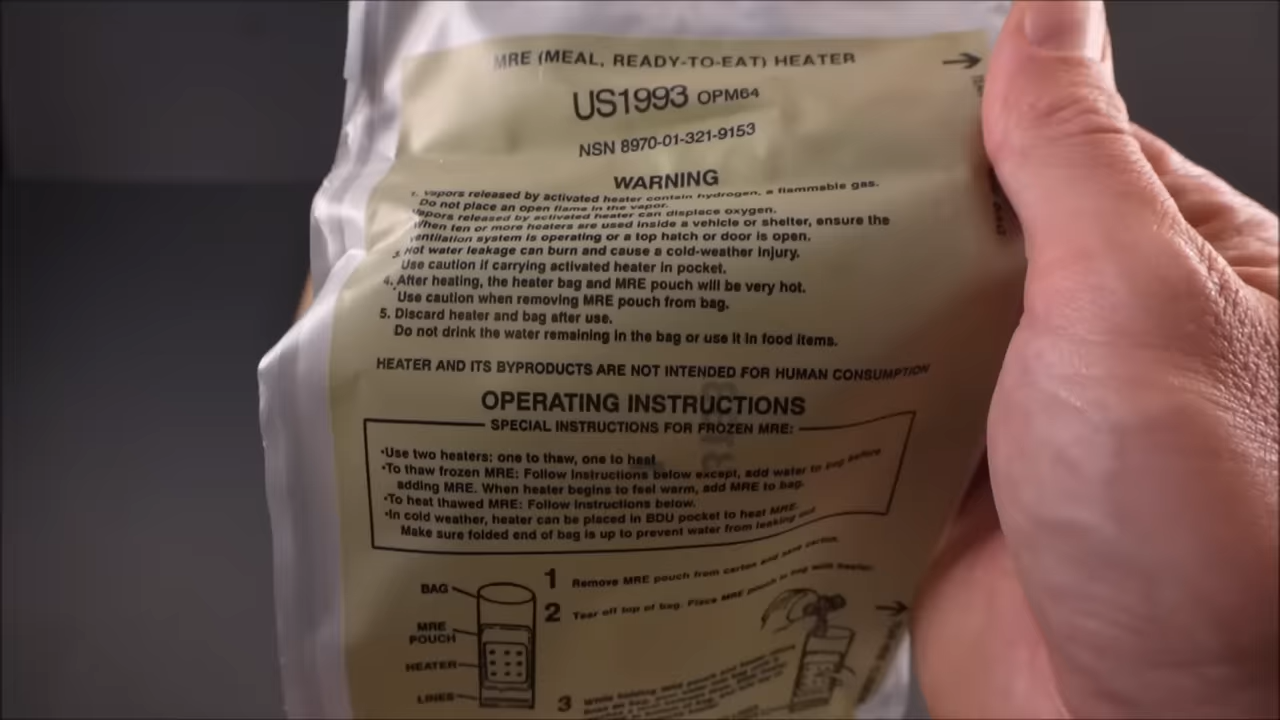 MRE (MEAL, READY-TO-EAT) HEATER
US1993 OPM64
NSN 8970-01-321-9153
WARNING
1. Vapors released by activated heater contain hydrogen, a flammable gas.
Do not place an open flame in the vapor.
Vapors released by activated heater can displace oxygen.
When ten or more heaters are used inside a vehicle or shelter, ensure the
ventilation system is operating or a top hatch or door is open.
3. Hot water leakage can burn and cause a cold-weather injury.
Use caution if carrying activated heater in pocket.
4. After heating, the heater bag and MRE pouch will be very hot.
Use caution when removing MRE pouch from bag.
5. Discard heater and bag after use.
Do not drink the water remaining in the bag or use it in food items.
HEATER AND ITS BYPRODUCTS ARE NOT INTENDED FOR HUMAN CONSUMPTION
OPERATING INSTRUCTIONS
SPECIAL INSTRUCTIONS FOR FROZEN MRE:
•Use two heaters: one to thaw, one to heat
•To thaw frozen MRE: Follow instructions below except, add water to bag before
adding MRE. When heater begins to feel warm, add MRE to bag.
•To heat thawed MRE: Follow instructions below.
•In cold weather, heater can be placed in BDU pocket to heat MRE.
Make sure folded end of bag is up to prevent water from leaking out
1 Remove MRE pouch from carton and save carton.
2 Tear off top of bag. Place MRE pouch in bag with heater.
BAG
MRE
POUCH
HEATER
LINES
3 While holding